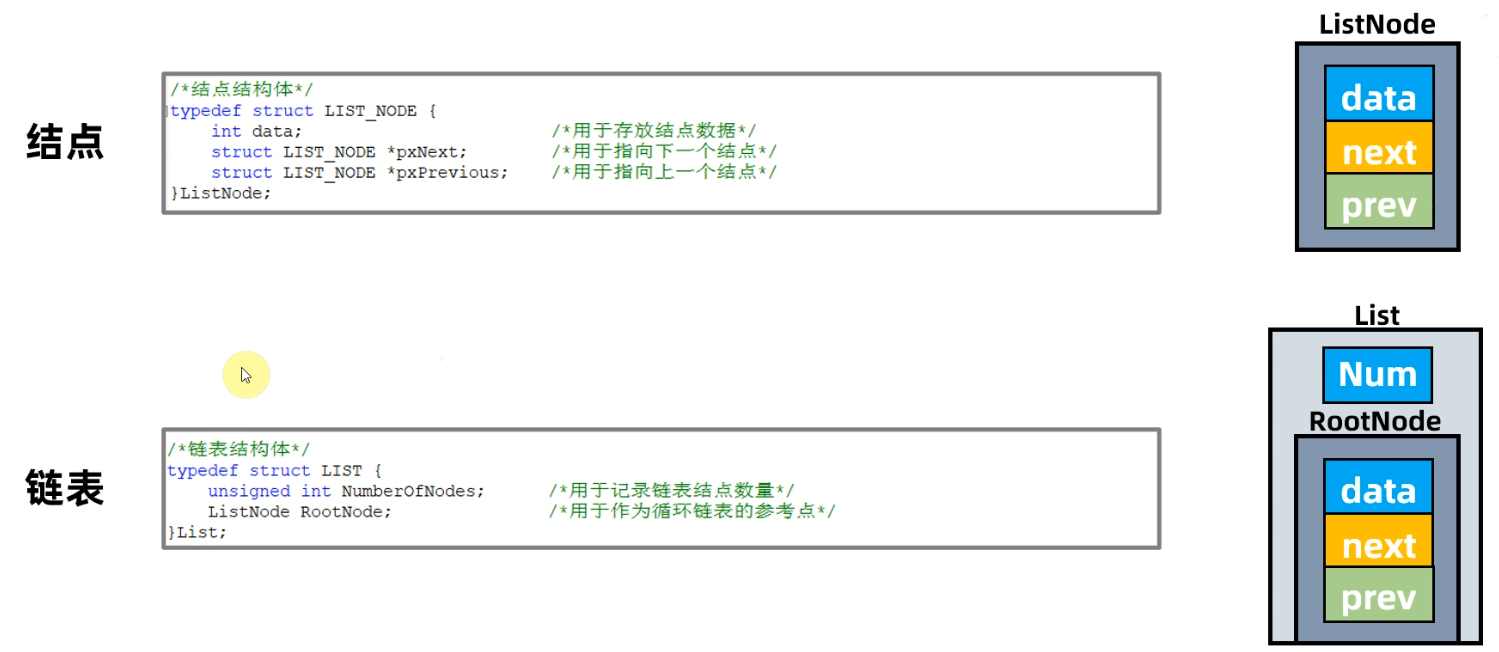 结点
/*结点结构体*/
typedef struct LIST_NODE {
int data; /*用于存放结点数据*/
struct LIST_NODE *pxNext; /*用于指向下一个结点*/
struct LIST_NODE *pxPrevious; /*用于指向上一个结点*/
}ListNode;
ListNode
data
next
prev
链表
/*链表结构体*/
typedef struct LIST {
unsigned int NumberOfNodes; /*用于记录链表结点数量*/
ListNode RootNode; /*用于作为循环链表的参考点*/
}List;
List
Num
RootNode
data
next
prev